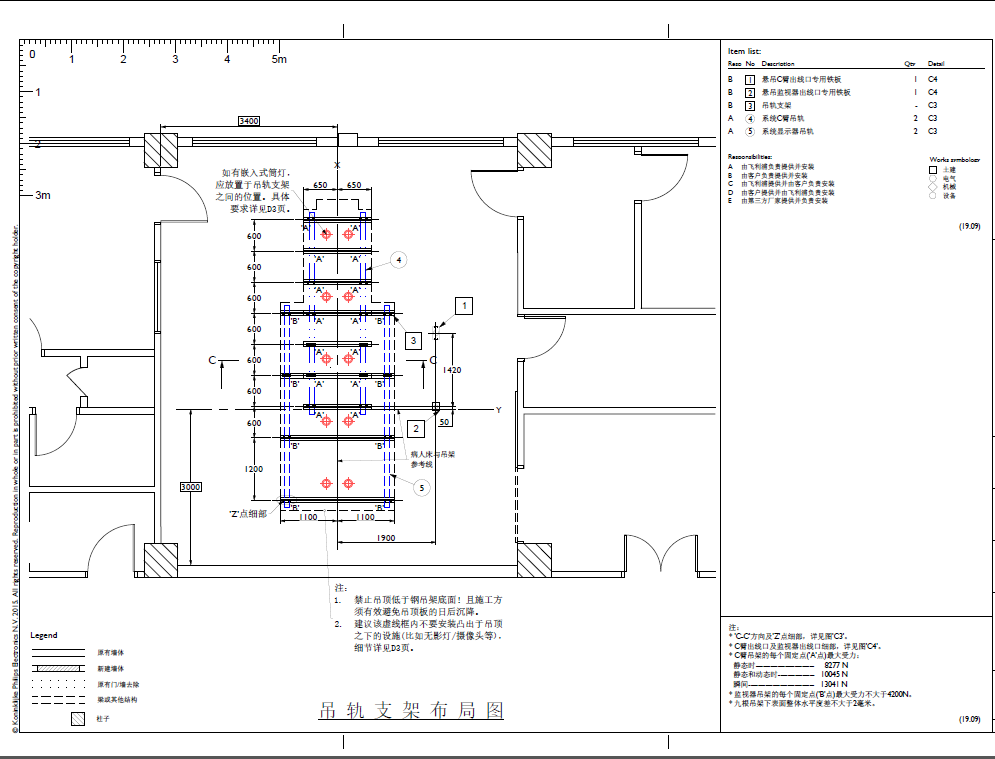 0
1
2
3
4
5m
1
2
3m
3400
X
如有嵌入式筒灯,
应放置于吊轨支架
之间的位置。具体
要求详见D3页。
650 650
'A' 'A'
600
'A' 'A'
600
'A' 'A'
600
'B' 'A' 'A' 'B'
600
'A' 'A'
600
'B' 'A' 'A' 'B'
600
'A' 'A'
600
'B' 'B'
1200
'B' 'B'
4
1
3
C C
1420
Y
2
50
病人床与吊架
参考线
5
3000
'Z'点细部
1100 1100
1900
注:
1. 禁止吊顶低于钢吊架底面! 且施工方
须有效避免吊顶板的日后沉降。
2. 建议该虚线框内不要安装凸出于吊顶
之下的设施(比如无影灯/摄像头等),
细节详见D3页。
吊轨支架布局图
Legend
原有墙体
新建墙体
原有门/墙去除
梁或其他结构
柱子
© Koninklijke Philips Electronics N.V. 2015. All rights reserved. Reproduction in whole or in part is prohibited without prior written consent of the copyright holder.
Item list:
Reso No Description Qtr Detail
B 1 悬吊C臂出线口专用铁板 1 C4
B 2 悬吊监视器出线口专用铁板 1 C4
B 3 吊轨支架 - C3
A 4 系统C臂吊轨 2 C3
A 5 系统显示器吊轨 2 C3
Responsibilities:
A 由飞利浦负责提供并安装
B 由客户负责提供并安装
C 由飞利浦提供并由客户负责安装
D 由客户提供并由飞利浦负责安装
E 由第三方厂家提供并负责安装
Works symbology
土建
电气
机械
设备
(19.09)
注:
* 'C-C'方向及'Z'点细部, 详见图'C3'。
* C臂出线口及监视器出线口细部, 详见图'C4'。
* C臂吊架的每个固定点('A'点)最大受力:
静态时 8277 N
静态和动态时 10045 N
瞬间 13041 N
* 监视器吊架的每个固定点('B'点)最大受力不大于4200N。
* 九根吊架下表面整体水平度差不大于2毫米。
(19.09)